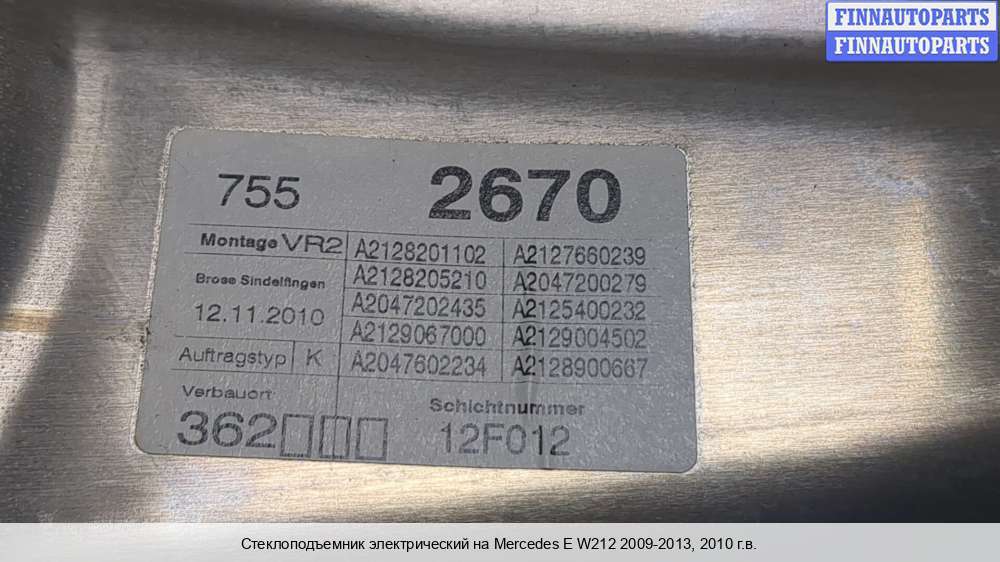 FINNAUTOPARTS
FINNAUTOPARTS
755 2670
Montage VR2 A2128201102 A2127660239
Brose Sindelfingen A2128205210 A2047200279
12.11.2010 A2047202435 A2125400232
A2129067000 A2129004502
Auftragstyp K A2047602234 A2128900667
Verbauort Schichtnummer
362□□□ 12F012
Стеклоподъемник электрический на Mercedes E W212 2009-2013, 2010 г.в.